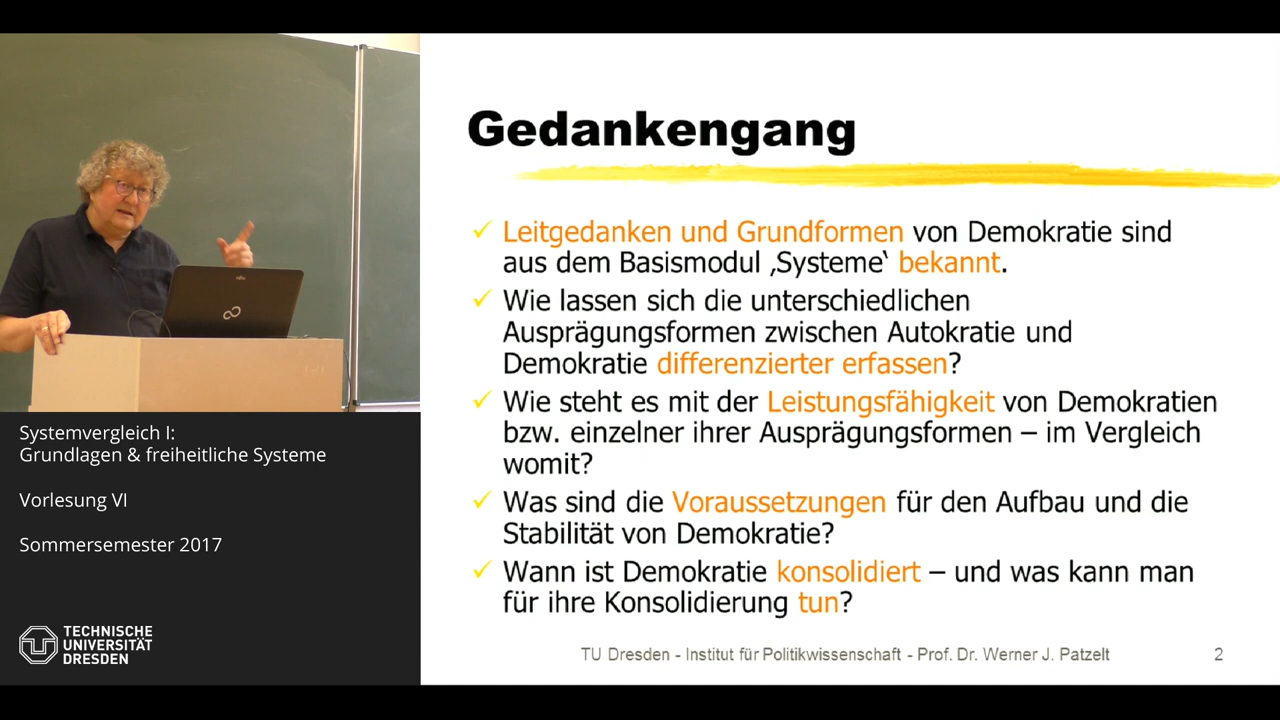 Gedankengang
Leitgedanken und Grundformen von Demokratie sind
aus dem Basismodul ‚Systeme‘ bekannt.
Wie lassen sich die unterschiedlichen
Ausprägungsformen zwischen Autokratie und
Demokratie differenzierter erfassen?
Wie steht es mit der Leistungsfähigkeit von Demokratien
bzw. einzelner ihrer Ausprägungsformen – im Vergleich
womit?
Was sind die Voraussetzungen für den Aufbau und die
Stabilität von Demokratie?
Wann ist Demokratie konsolidiert – und was kann man
für ihre Konsolidierung tun?
TU Dresden - Institut für Politikwissenschaft - Prof. Dr. Werner J. Patzelt
2
Systemvergleich I:
Grundlagen & freiheitliche Systeme
Vorlesung VI
Sommersemester 2017
TECHNISCHE
UNIVERSITÄT
DRESDEN